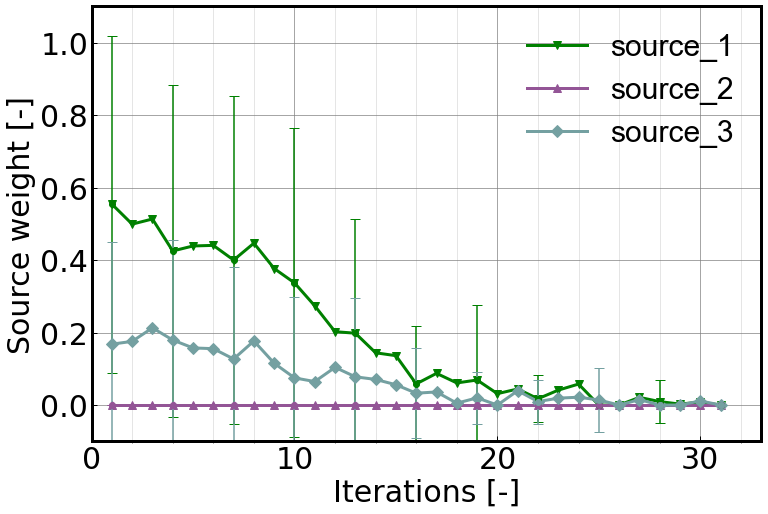 source_1
source_2
source_3
Source weight [-]
1.0
0.8
0.6
0.4
0.2
0.0
0 10 20 30
Iterations [-]